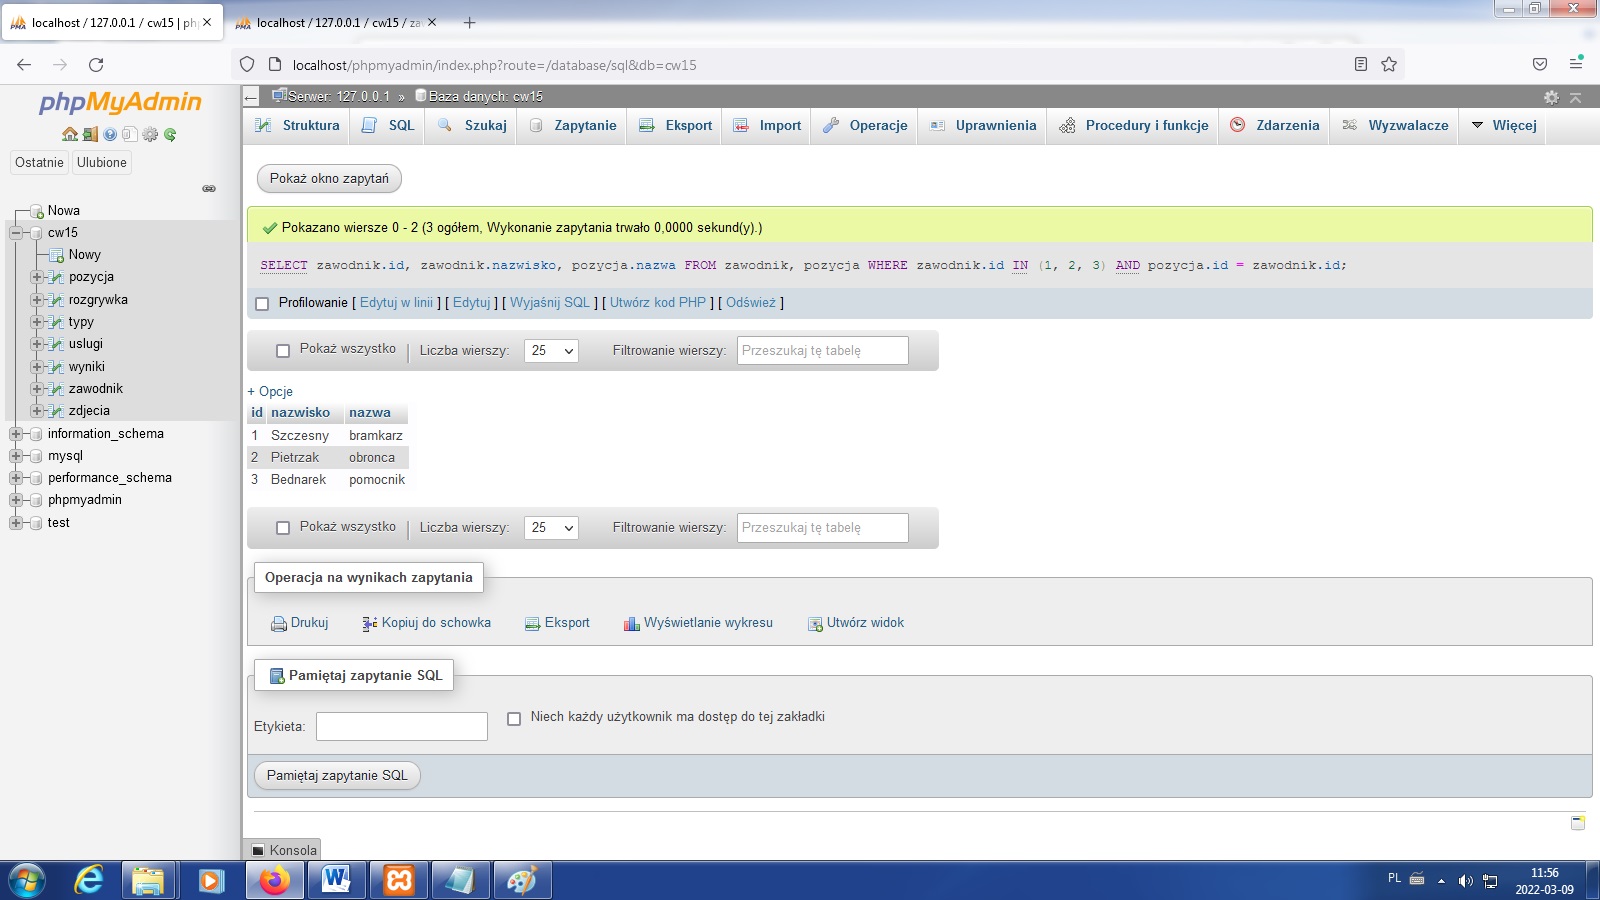 localhost / 127.0.0.1 / cw15 | ph
localhost / 127.0.0.1 / cw15 / za
localhost/phpmyadmin/index.php?route=/database/sql&db=cw15
phpMyAdmin
Ostatnie
Ulubione
Nowa
cw15
Nowy
pozycja
rozgrywka
typy
uslugi
wyniki
zawodnik
zdjecia
information_schema
mysql
performance_schema
phpmyadmin
test
Serwer: 127.0.0.1 » Baza danych: cw15
Struktura SQL Szukaj Zapytanie Eksport Import Operacje Uprawnienia Procedury i funkcje Zdarzenia Wyzwalacze Więcej
Pokaż okno zapytań
Pokazano wiersze 0 - 2 (3 ogółem, Wykonanie zapytania trwało 0,0000 sekund(y).)
SELECT zawodnik.id, zawodnik.nazwisko, pozycja.nazwa FROM zawodnik, pozycja WHERE zawodnik.id IN (1, 2, 3) AND pozycja.id = zawodnik.id;
Profilowanie [ Edytuj w linii ] [ Edytuj ] [ Wyjaśnij SQL ] [ Utwórz kod PHP ] [ Odśwież ]
Pokaż wszystko | Liczba wierszy: 25 Filtrowanie wierszy: Przeszukaj tę tabelę
+ Opcje
id nazwisko nazwa
1 Szczesny bramkarz
2 Pietrzak obronca
3 Bednarek pomocnik
Pokaż wszystko | Liczba wierszy: 25 Filtrowanie wierszy: Przeszukaj tę tabelę
Operacja na wynikach zapytania
Drukuj Kopiuj do schowka Eksport Wyświetlanie wykresu Utwórz widok
Pamiętaj zapytanie SQL
Etykieta: Niech każdy użytkownik ma dostęp do tej zakładki
Pamiętaj zapytanie SQL
Konsola
PL
11:56
2022-03-09